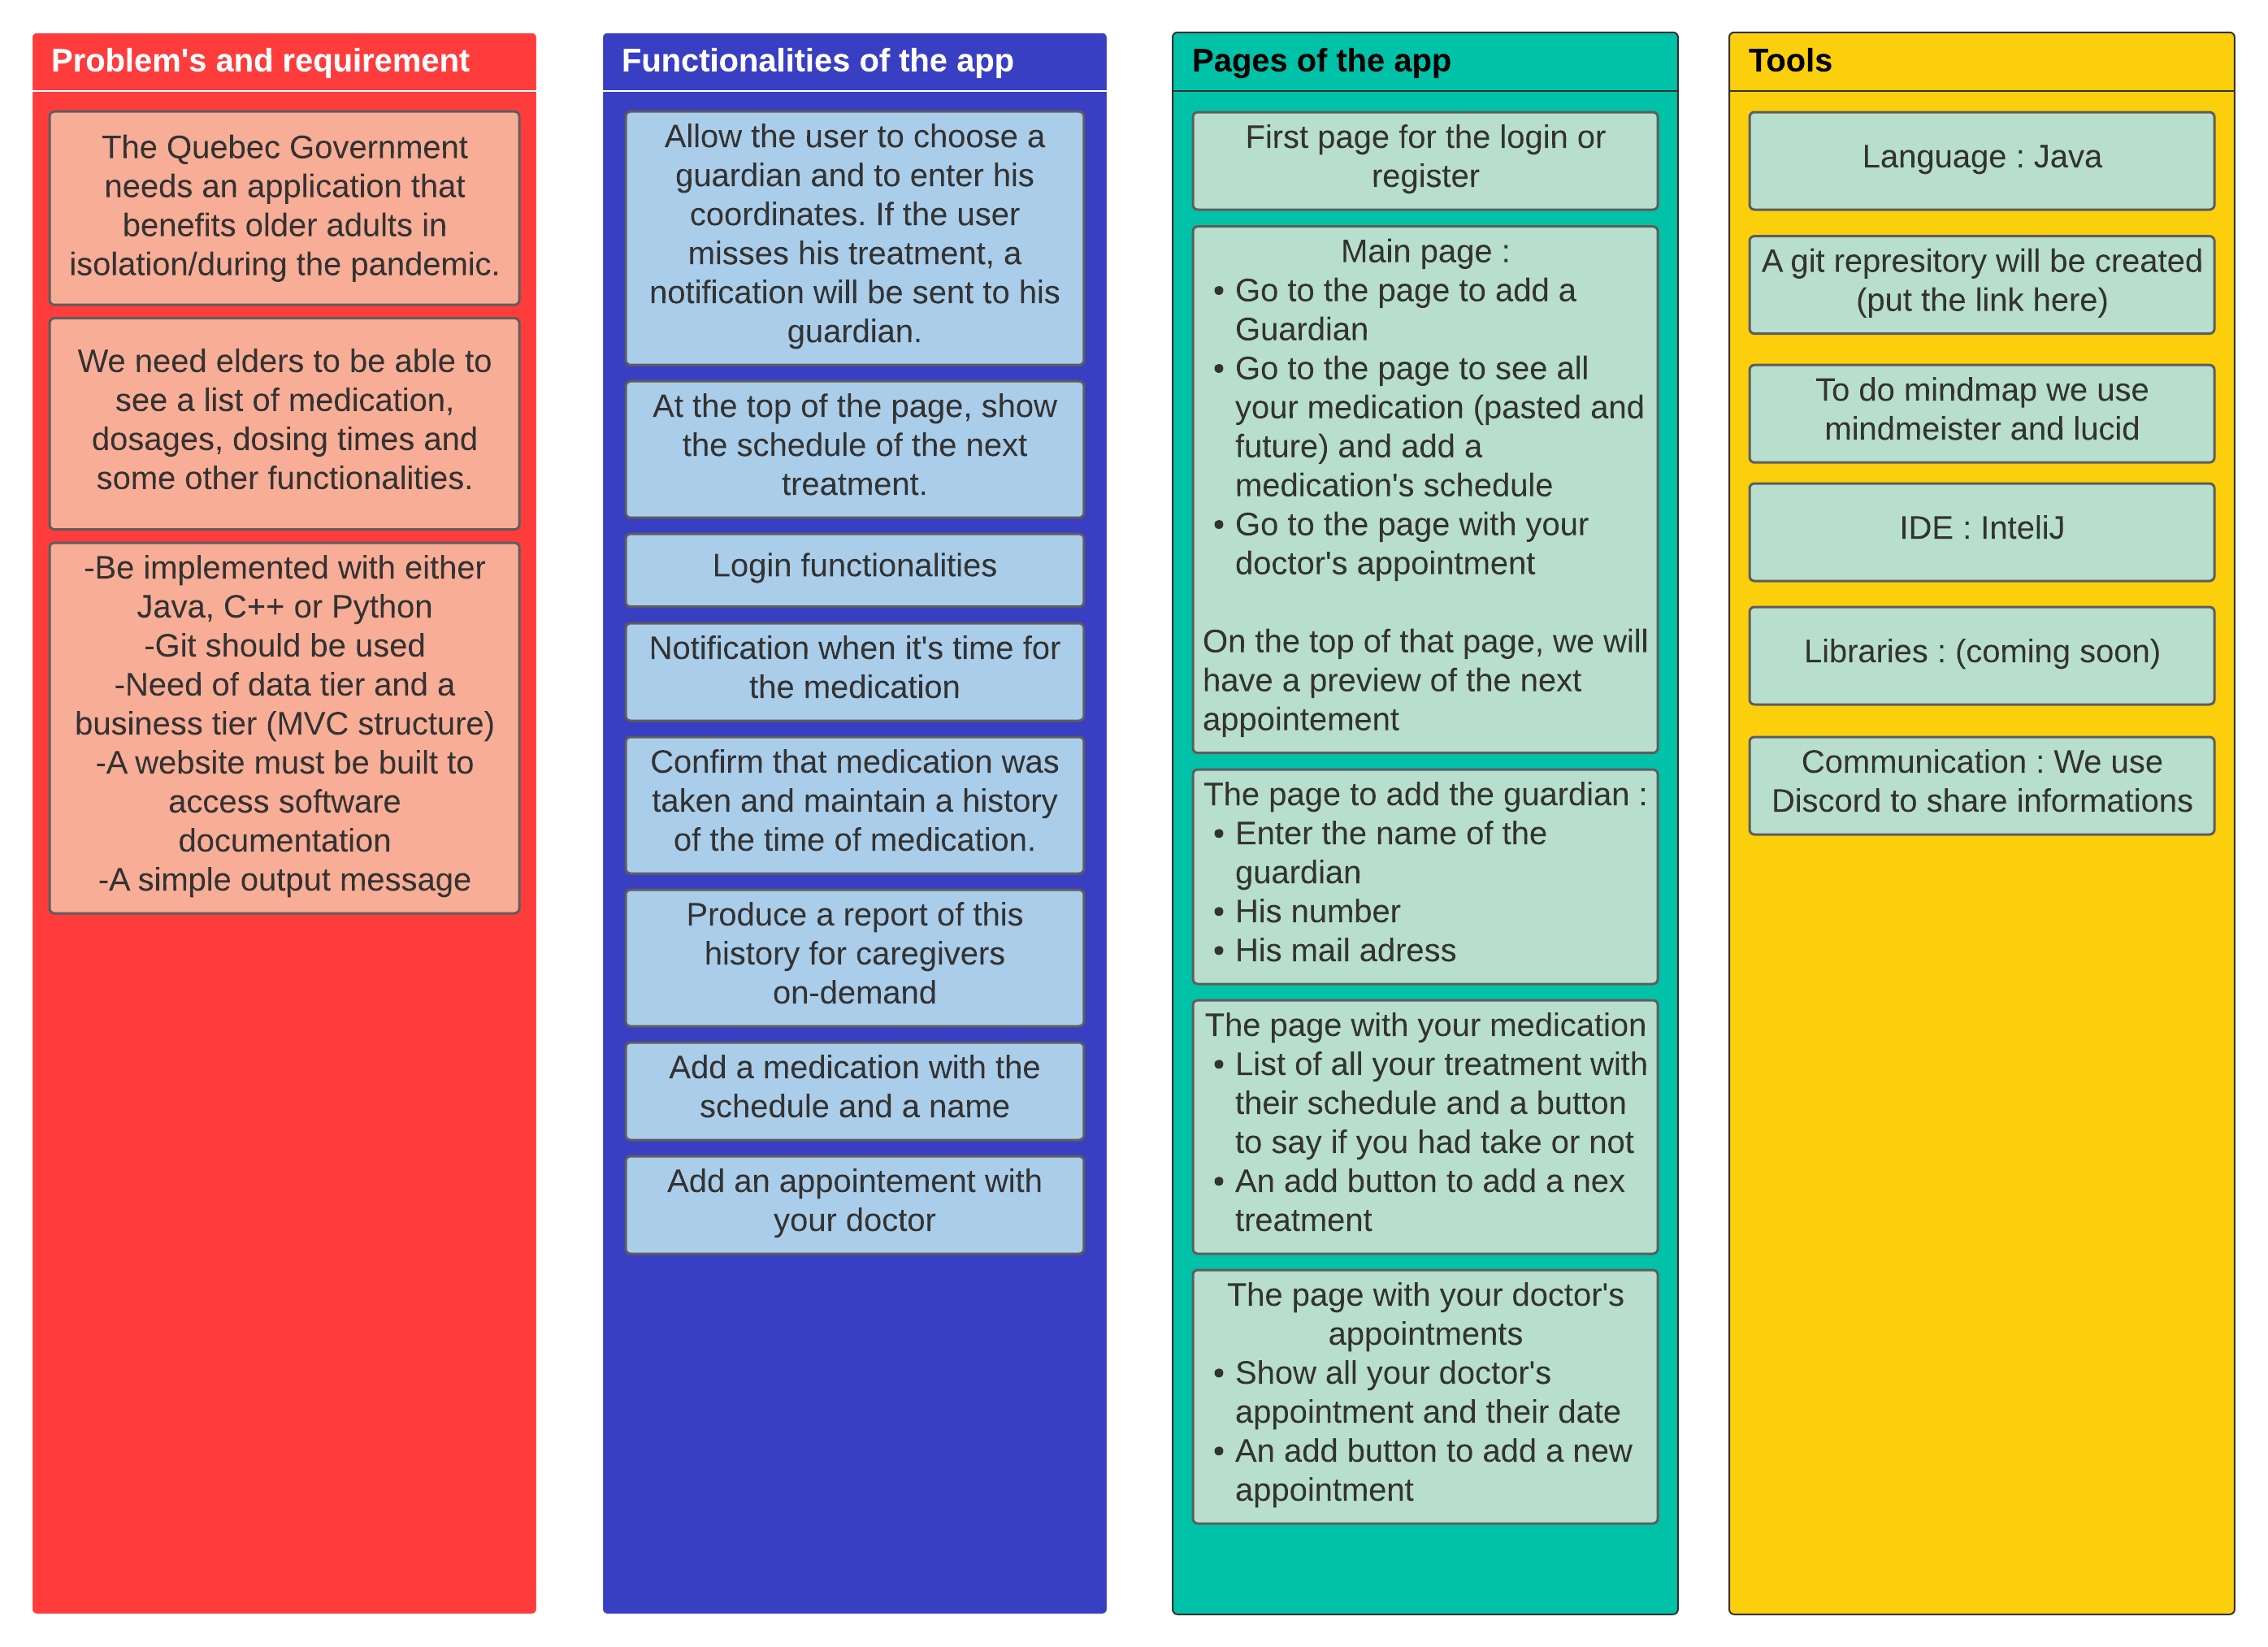 Problem's and requirement
The Quebec Government
needs an application that
benefits older adults in
isolation/during the pandemic.
We need elders to be able to
see a list of medication,
dosages, dosing times and
some other functionalities.
-Be implemented with either
Java, C++ or Python
-Git should be used
-Need of data tier and a
business tier (MVC structure)
-A website must be built to
access software
documentation
-A simple output message
Functionalities of the app
Allow the user to choose a
guardian and to enter his
coordinates. If the user
misses his treatment, a
notification will be sent to his
guardian.
At the top of the page, show
the schedule of the next
treatment.
Login functionalities
Notification when it's time for
the medication
Confirm that medication was
taken and maintain a history
of the time of medication.
Produce a report of this
history for caregivers
on-demand
Add a medication with the
schedule and a name
Add an appointement with
your doctor
Pages of the app
First page for the login or
register
Main page :
• Go to the page to add a
Guardian
• Go to the page to see all
your medication (pasted and
future) and add a
medication's schedule
• Go to the page with your
doctor's appointment
On the top of that page, we will
have a preview of the next
appointement
The page to add the guardian :
• Enter the name of the
guardian
• His number
• His mail adress
The page with your medication
• List of all your treatment with
their schedule and a button
to say if you had take or not
• An add button to add a nex
treatment
The page with your doctor's
appointments
• Show all your doctor's
appointment and their date
• An add button to add a new
appointment
Tools
Language : Java
A git represitory will be created
(put the link here)
To do mindmap we use
mindmeister and lucid
IDE : InteliJ
Libraries : (coming soon)
Communication : We use
Discord to share informations